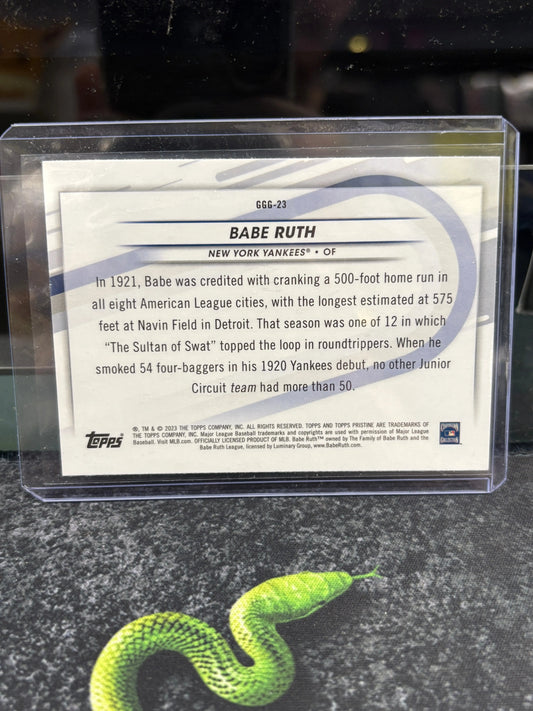 GGG-23
BABE RUTH
NEW YORK YANKEES® • OF
In 1921, Babe was credited with cranking a 500-foot home run in
all eight American League cities, with the longest estimated at 575
feet at Navin Field in Detroit. That season was one of 12 in which
“The Sultan of Swat” topped the loop in roundtrippers. When he
smoked 54 four-baggers in his 1920 Yankees debut, no other Junior
Circuit team had more than 50.
Topps
®, TM & © 2023 THE TOPPS COMPANY, INC. ALL RIGHTS RESERVED. TOPPS AND TOPPS PRISTINE ARE TRADEMARKS OF
THE TOPPS COMPANY, INC. Major League Baseball trademarks and copyrights are used with permission of Major League
Baseball. Visit MLB.com. OFFICIALLY LICENSED PRODUCT OF MLB. Babe Ruth™ owned by The Family of Babe Ruth and the
Babe Ruth League, licensed by Luminary Group, www.BabeRuth.com.
COOPERSTOWN
COLLECTION